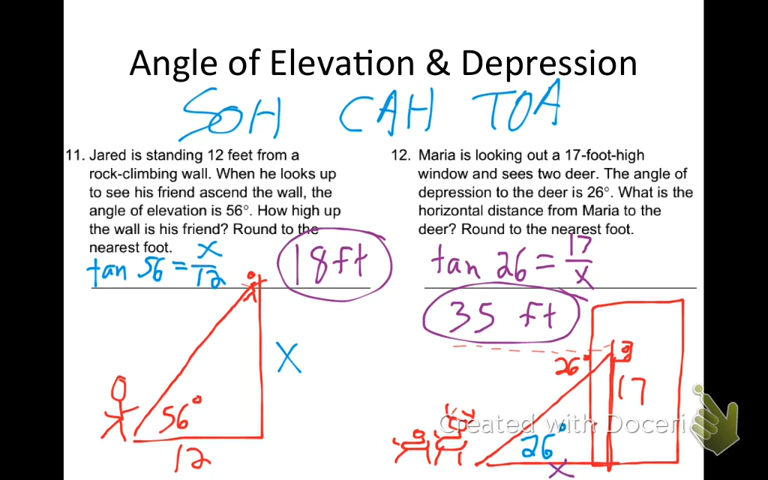 Angle of Elevation & Depression
SOH CAH TOA
11. Jared is standing 12 feet from a
rock-climbing wall. When he looks up
to see his friend ascend the wall, the
angle of elevation is 56°. How high up
the wall is his friend? Round to the
nearest foot.
tan 56 = x/12
18ft
x
56°
12
12. Maria is looking out a 17-foot-high
window and sees two deer. The angle of
depression to the deer is 26°. What is the
horizontal distance from Maria to the
deer? Round to the nearest foot.
tan 26 = 17/x
35 ft
26°
17
26°
x
Created with Doceri